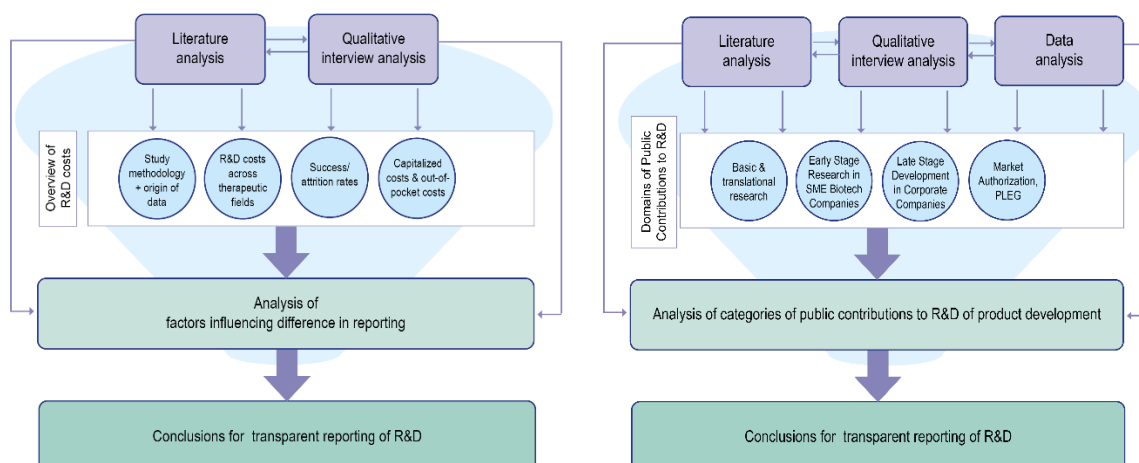 Literature
analysis
Qualitative
interview analysis
Overview of
R&D costs
Study
methodology
+ origin of
data
R&D costs
across
therapeutic
fields
Success/
attrition rates
Capitalized
costs & out-of-
pocket costs
Analysis of
factors influencing difference in reporting
Conclusions for transparent reporting of R&D
Literature
analysis
Qualitative
interview analysis
Data
analysis
Domains of Public
Contributions to R&D
Basic &
translational
research
Early Stage
Research in
SME Biotech
Companies
Late Stage
Development
in Corporate
Companies
Market
Authorization,
PLEG
Analysis of categories of public contributions to R&D of product development
Conclusions for transparent reporting of R&D